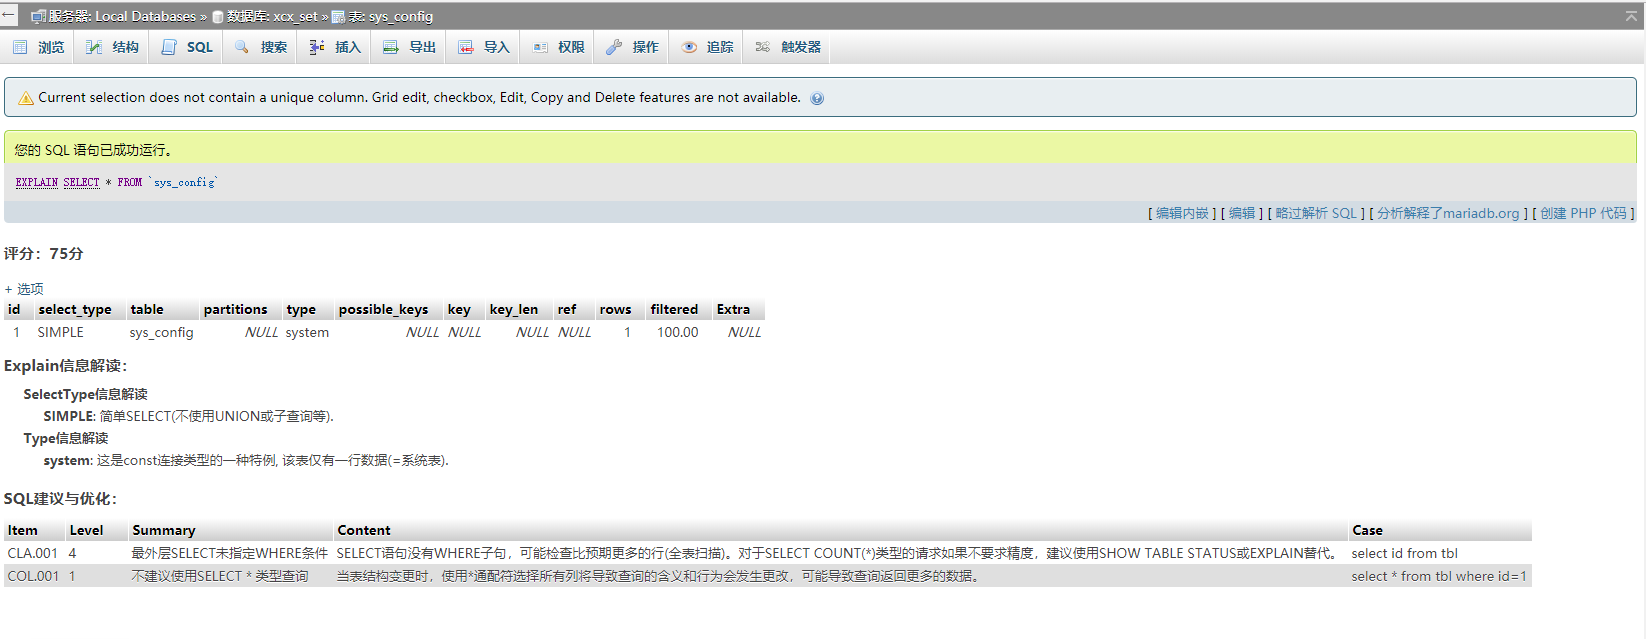 ← 服务器: Local Databases » 数据库: xcx_set » 表: sys_config
浏览 结构 SQL 搜索 插入 导出 导入 权限 操作 追踪 触发器
Current selection does not contain a unique column. Grid edit, checkbox, Edit, Copy and Delete features are not available.
您的 SQL 语句已成功运行。
EXPLAIN SELECT * FROM `sys_config`
[ 编辑内嵌 ] [ 编辑 ] [ 略过解析 SQL ] [ 分析解释了mariadb.org ] [ 创建 PHP 代码 ]
评分：75分
+ 选项
id select_type table partitions type possible_keys key key_len ref rows filtered Extra
1 SIMPLE sys_config NULL system NULL NULL NULL NULL 1 100.00 NULL
Explain信息解读：
SelectType信息解读
SIMPLE: 简单SELECT(不使用UNION或子查询等).
Type信息解读
system: 这是const连接类型的一种特例, 该表仅有一行数据(=系统表).
SQL建议与优化：
Item Level Summary Content Case
CLA.001 4 最外层SELECT未指定WHERE条件 SELECT语句没有WHERE子句，可能检查比预期更多的行(全表扫描)。对于SELECT COUNT(*)类型的请求如果不要求精度，建议使用SHOW TABLE STATUS或EXPLAIN替代。 select id from tbl
COL.001 1 不建议使用SELECT * 类型查询 当表结构变更时，使用*通配符选择所有列将导致查询的含义和行为会发生更改，可能导致查询返回更多的数据。 select * from tbl where id=1